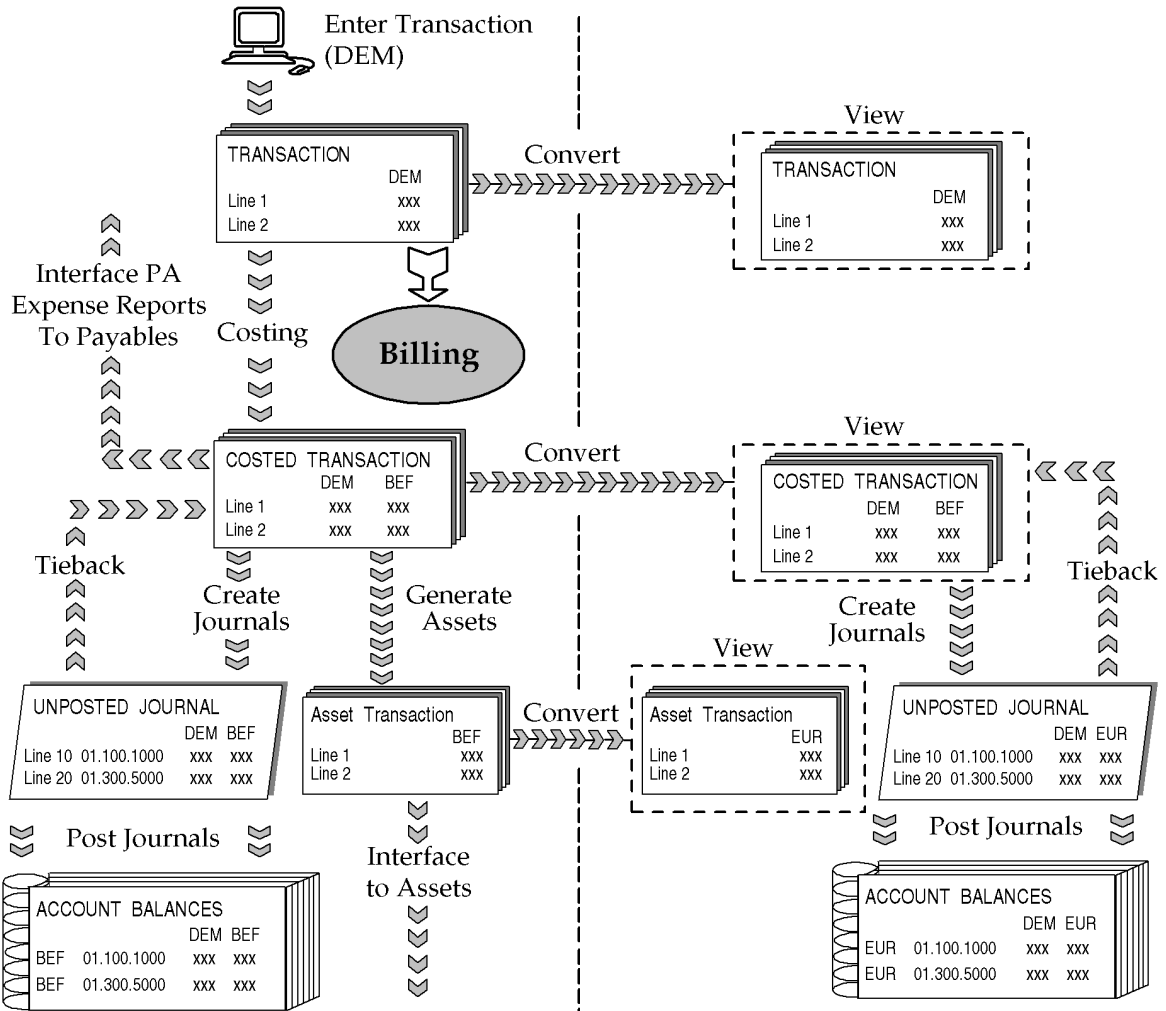 Enter Transaction
(DEM)
TRANSACTION
DEM
Line 1 xxx
Line 2 xxx
Convert
View
TRANSACTION
DEM
Line 1 xxx
Line 2 xxx
Interface PA
Expense Reports
To Payables
Costing
Billing
COSTED TRANSACTION
DEM BEF
Line 1 xxx xxx
Line 2 xxx xxx
Convert
View
COSTED TRANSACTION
DEM BEF
Line 1 xxx xxx
Line 2 xxx xxx
Tieback
Create
Journals
Generate
Assets
Create
Journals
Tieback
UNPOSTED JOURNAL
DEM BEF
Line 10 01.100.1000 xxx xxx
Line 20 01.300.5000 xxx xxx
Asset Transaction
BEF
Line 1 xxx
Line 2 xxx
Convert
View
Asset Transaction
EUR
Line 1 xxx
Line 2 xxx
UNPOSTED JOURNAL
DEM EUR
Line 10 01.100.1000 xxx xxx
Line 20 01.300.5000 xxx xxx
Post Journals
Interface
to Assets
Post Journals
ACCOUNT BALANCES
DEM BEF
BEF 01.100.1000 xxx xxx
BEF 01.300.5000 xxx xxx
ACCOUNT BALANCES
DEM EUR
EUR 01.100.1000 xxx xxx
EUR 01.300.5000 xxx xxx